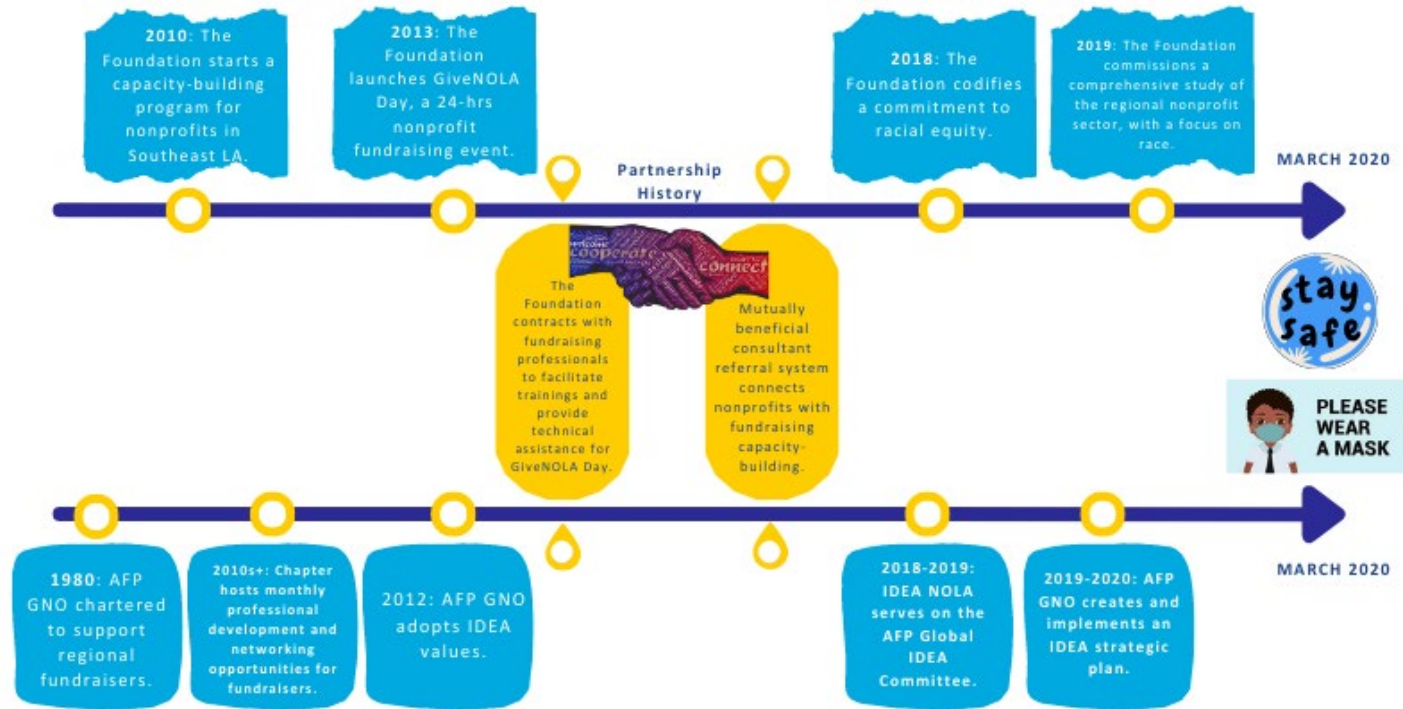 2010: The
Foundation starts a
capacity-building
program for
nonprofits in
Southeast LA.
2013: The
Foundation
launches GiveNOLA
Day, a 24-hrs
nonprofit
fundraising event.
2018: The
Foundation codifies
a commitment to
racial equity.
2019: The Foundation
commissions a
comprehensive study of
the regional nonprofit
sector, with a focus on
race.
MARCH 2020
Partnership
History
cooperate
connect
The
Foundation
contracts with
fundraising
professionals
to facilitate
trainings and
provide
technical
assistance for
GiveNOLA Day.
Mutually
beneficial
consultant
referral system
connects
nonprofits with
fundraising
capacity-
building.
stay
safe
PLEASE
WEAR
A MASK
1980: AFP
GNO chartered
to support
regional
fundraisers.
2010s+: Chapter
hosts monthly
professional
development and
networking
opportunities for
fundraisers.
2012: AFP GNO
adopts IDEA
values.
2018-2019:
IDEA NOLA
serves on the
AFP Global
IDEA
Committee.
2019-2020: AFP
GNO creates and
implements an
IDEA strategic
plan.
MARCH 2020